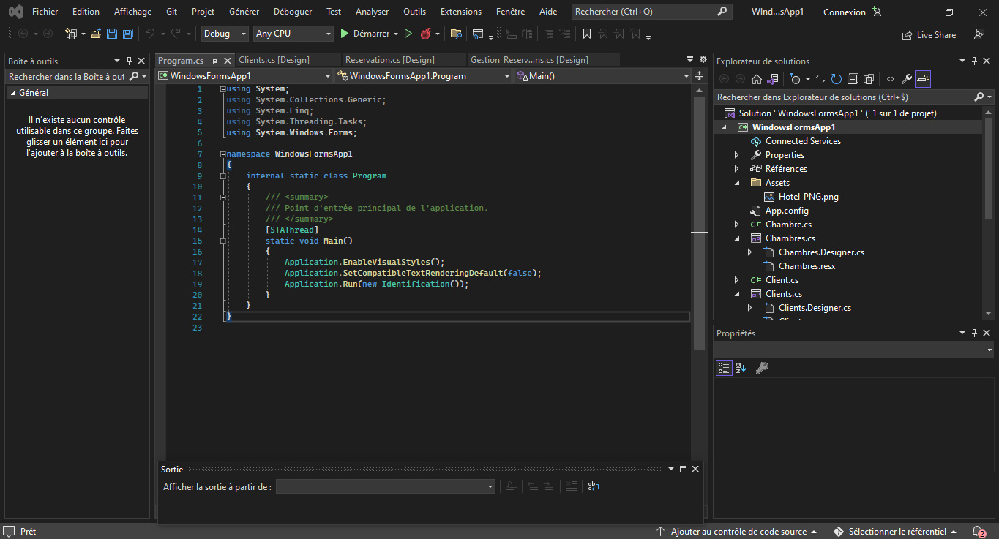 Fichier Edition Affichage Git Projet Générer Déboguer Test Analyser Outils Extensions Fenêtre Aide Rechercher (Ctrl+Q) Wind...sApp1 Connexion
Debug Any CPU Démarrer Live Share
Boîte à outils
Rechercher dans la Boîte à out
Général
Il n'existe aucun contrôle
utilisable dans ce groupe. Faites
glisser un élément ici pour
l'ajouter à la boîte à outils.
Program.cs Clients.cs [Design] Reservation.cs [Design] Gestion_Reserv...ns.cs [Design]
WindowsFormsApp1 WindowsFormsApp1.Program Main()
1 using System;
2 using System.Collections.Generic;
3 using System.Linq;
4 using System.Threading.Tasks;
5 using System.Windows.Forms;
6
7 namespace WindowsFormsApp1
8 {
9 internal static class Program
10 {
11 /// <summary>
12 /// Point d'entrée principal de l'application.
13 /// </summary>
14 [STAThread]
15 static void Main()
16 {
17 Application.EnableVisualStyles();
18 Application.SetCompatibleTextRenderingDefault(false);
19 Application.Run(new Identification());
20 }
21 }
22 }
23
Sortie
Afficher la sortie à partir de :
Explorateur de solutions
Rechercher dans Explorateur de solutions (Ctrl+$)
Solution ' WindowsFormsApp1 ' (' 1 sur 1 de projet)
C# WindowsFormsApp1
Connected Services
Properties
Références
Assets
Hotel-PNG.png
App.config
C# Chambre.cs
Chambres.cs
Chambres.Designer.cs
Chambres.resx
C# Client.cs
Clients.cs
Clients.Designer.cs
Propriétés
Prêt Ajouter au contrôle de code source Sélectionner le référentiel 2